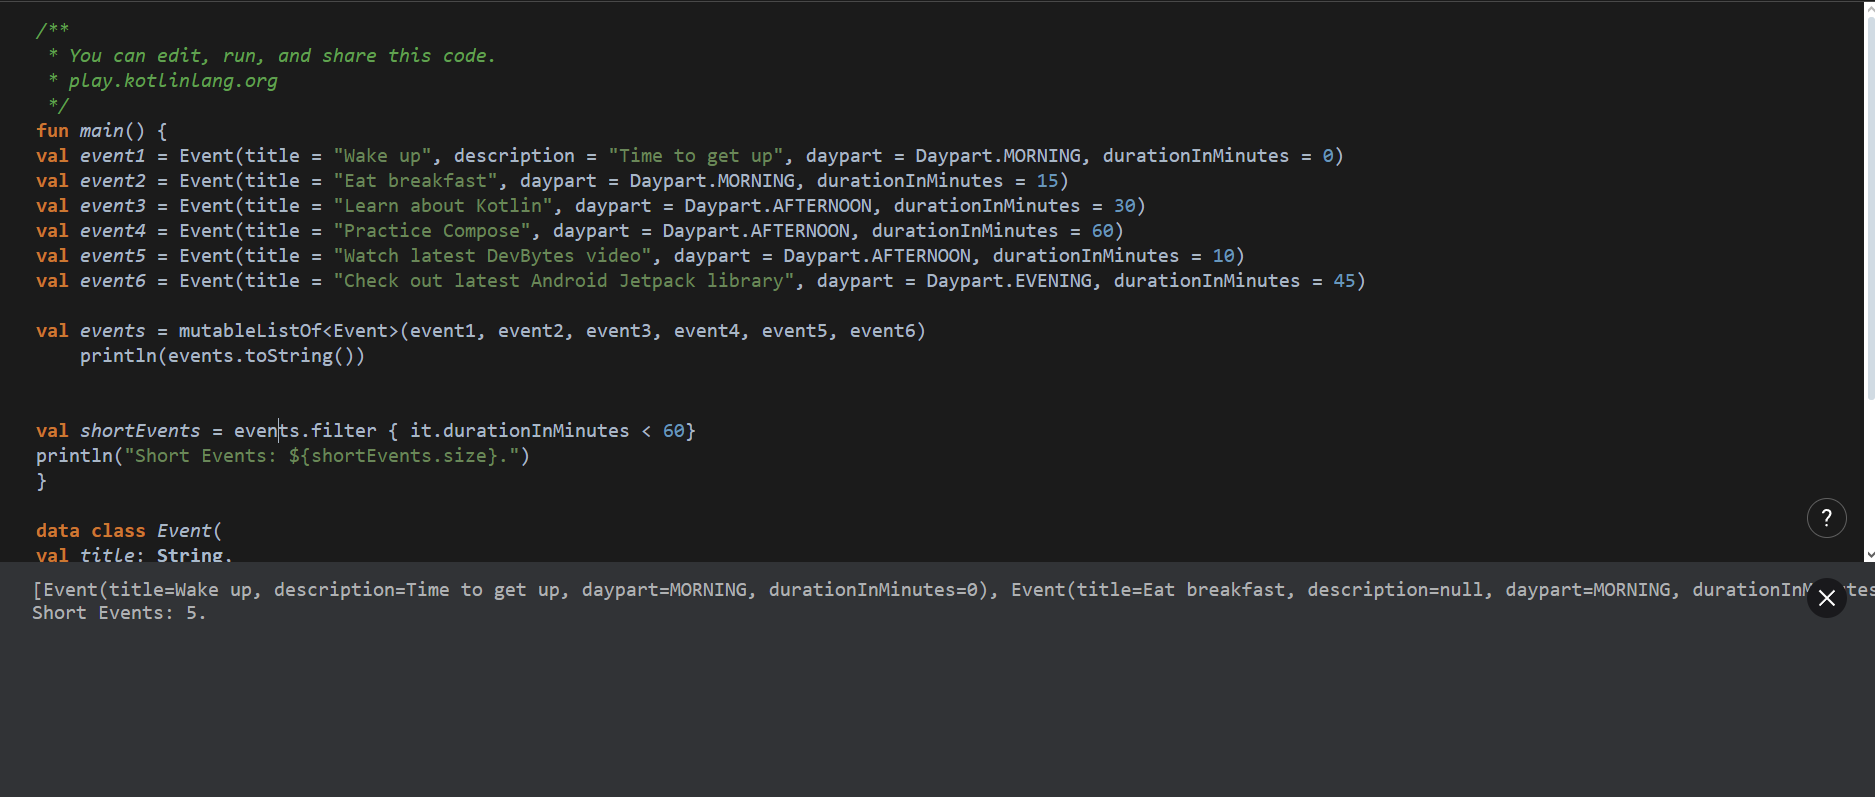 /**
 * You can edit, run, and share this code.
 * play.kotlinlang.org
 */
fun main() {
val event1 = Event(title = "Wake up", description = "Time to get up", daypart = Daypart.MORNING, durationInMinutes = 0)
val event2 = Event(title = "Eat breakfast", daypart = Daypart.MORNING, durationInMinutes = 15)
val event3 = Event(title = "Learn about Kotlin", daypart = Daypart.AFTERNOON, durationInMinutes = 30)
val event4 = Event(title = "Practice Compose", daypart = Daypart.AFTERNOON, durationInMinutes = 60)
val event5 = Event(title = "Watch latest DevBytes video", daypart = Daypart.AFTERNOON, durationInMinutes = 10)
val event6 = Event(title = "Check out latest Android Jetpack library", daypart = Daypart.EVENING, durationInMinutes = 45)

val events = mutableListOf<Event>(event1, event2, event3, event4, event5, event6)
    println(events.toString())

val shortEvents = events.filter { it.durationInMinutes < 60}
println("Short Events: ${shortEvents.size}.")
}

data class Event(
val title: String,
?
[Event(title=Wake up, description=Time to get up, daypart=MORNING, durationInMinutes=0), Event(title=Eat breakfast, description=null, daypart=MORNING,
Short Events: 5.